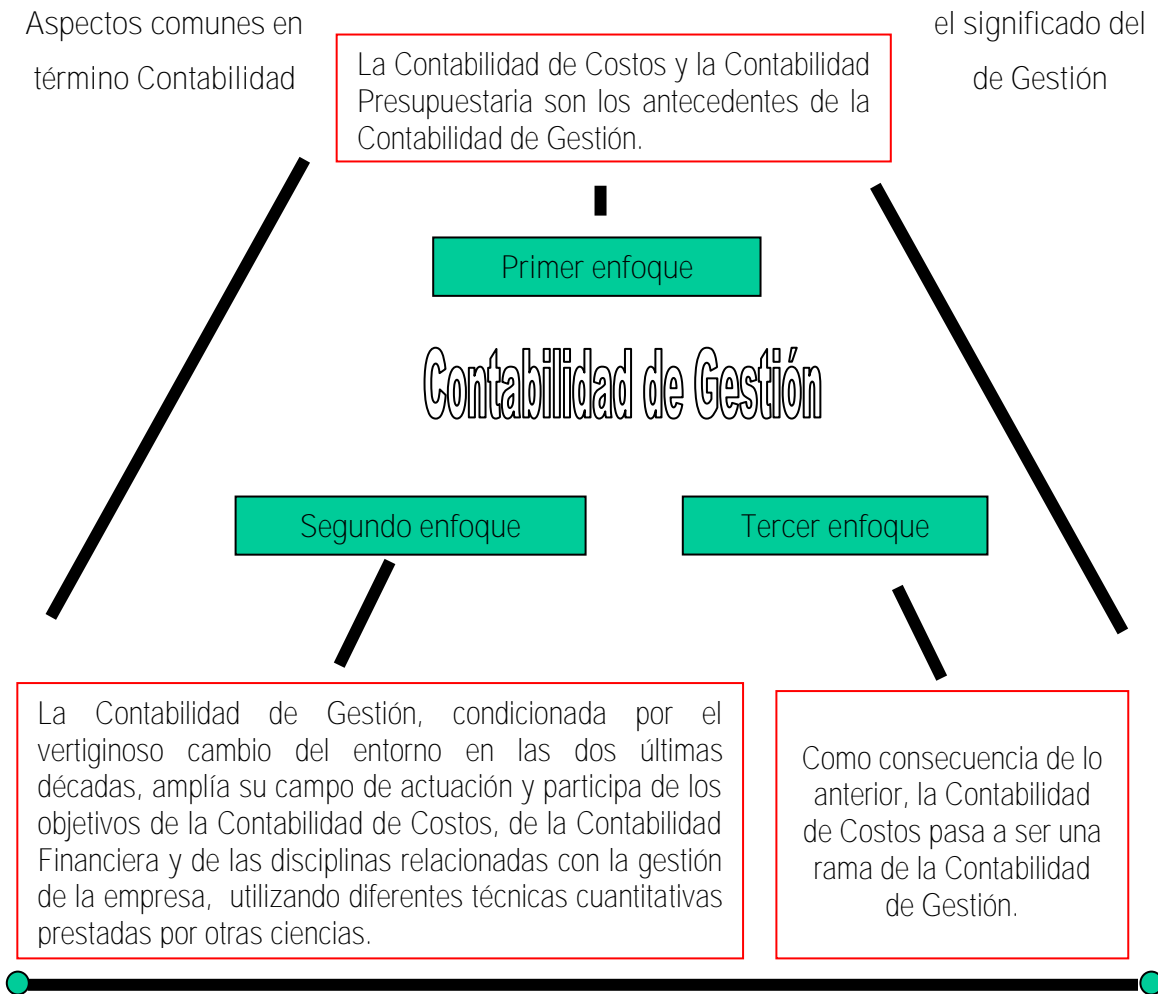 Aspectos comunes en el significado del
término Contabilidad de Gestión
La Contabilidad de Costos y la Contabilidad
Presupuestaria son los antecedentes de la
Contabilidad de Gestión.
Primer enfoque
Contabillidad de Gestión
Segundo enfoque
Tercer enfoque
La Contabilidad de Gestión, condicionada por el
vertiginoso cambio del entorno en las dos últimas
décadas, amplía su campo de actuación y participa de los
objetivos de la Contabilidad de Costos, de la Contabilidad
Financiera y de las disciplinas relacionadas con la gestión
de la empresa, utilizando diferentes técnicas cuantitativas
prestadas por otras ciencias.
Como consecuencia de lo
anterior, la Contabilidad
de Costos pasa a ser una
rama de la Contabilidad
de Gestión.